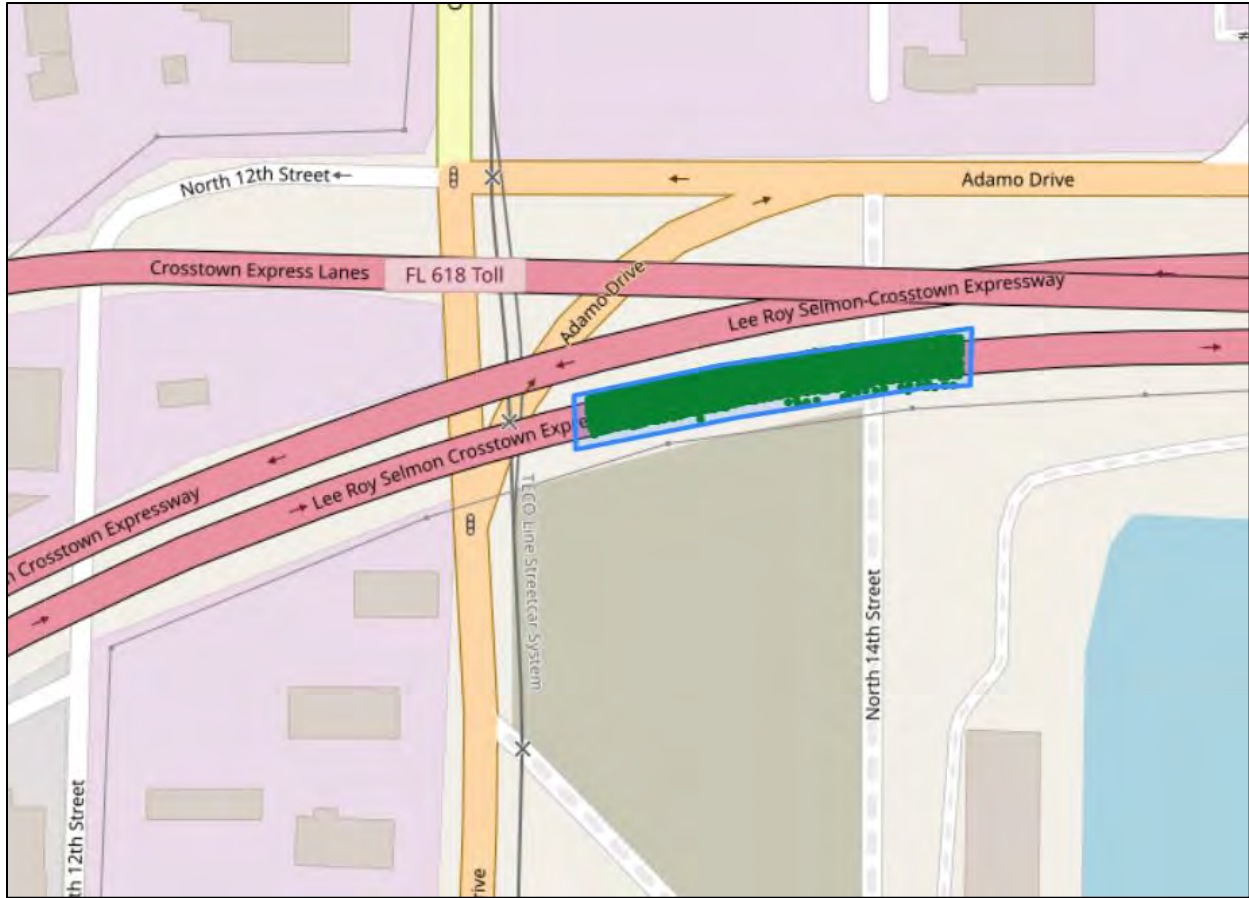 North 12th Street
Adamo Drive
Crosstown Express Lanes
FL 618 Toll
Adamo Drive
Lee Roy Selmon-Crosstown Expressway
Lee Roy Selmon Crosstown Expre
n Crosstown Expressway
TECO Line Streetcar System
North 14th Street
th 12th Street
rive